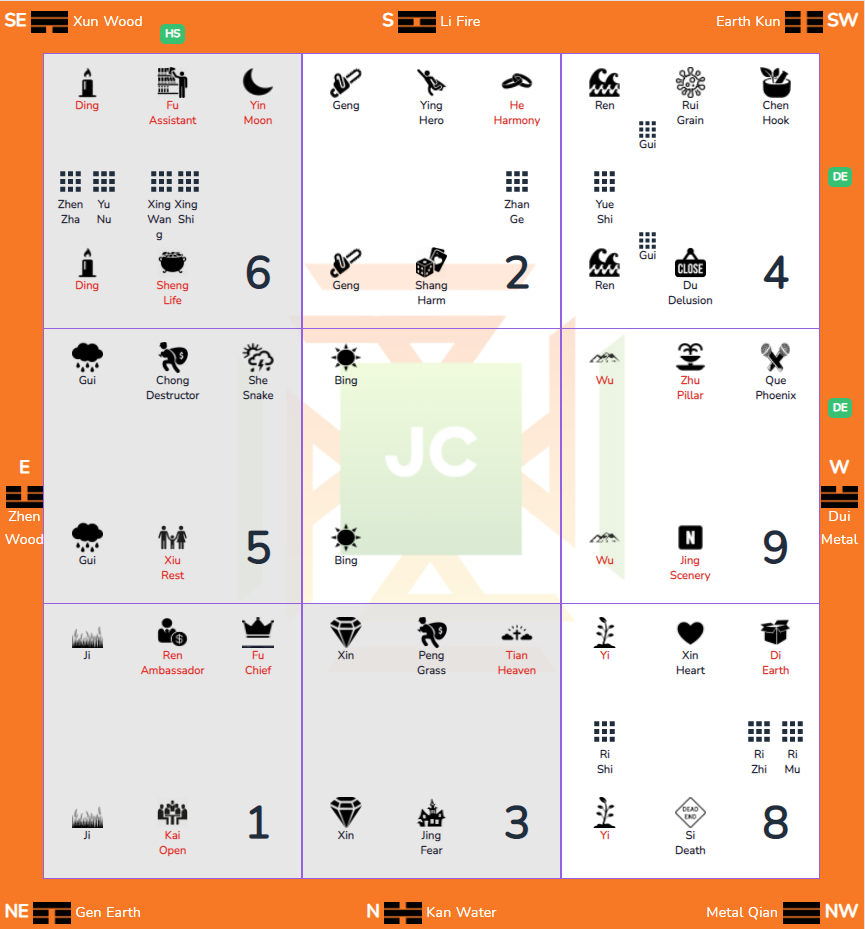 SE Xun Wood
S Li Fire
Earth Kun SW
HS
Ding
Fu
Assistant
Yin
Moon
Zhen
Zha
Yu
Nu
Xing
Wan
g
Xing
Shi
Ding
Sheng
Life
6
Geng
Ying
Hero
He
Harmony
Zhan
Ge
Geng
Shang
Harm
2
Ren
Gui
Rui
Grain
Chen
Hook
Yue
Shi
Gui
Ren
CLOSE
Du
Delusion
4
DE
E
Zhen
Wood
Gui
Chong
Destructor
She
Snake
Gui
Xiu
Rest
5
Bing
JC
Bing
Wu
Zhu
Pillar
Que
Phoenix
Wu
N
Jing
Scenery
9
DE
W
Dui
Metal
Ji
Ren
Ambassador
Fu
Chief
Ji
Kai
Open
1
Xin
Peng
Grass
Tian
Heaven
Xin
Jing
Fear
3
Yi
Xin
Heart
Di
Earth
Ri
Shi
Ri
Zhi
Ri
Mu
Yi
DEAD
END
Si
Death
8
NE Gen Earth
N Kan Water
Metal Qian NW